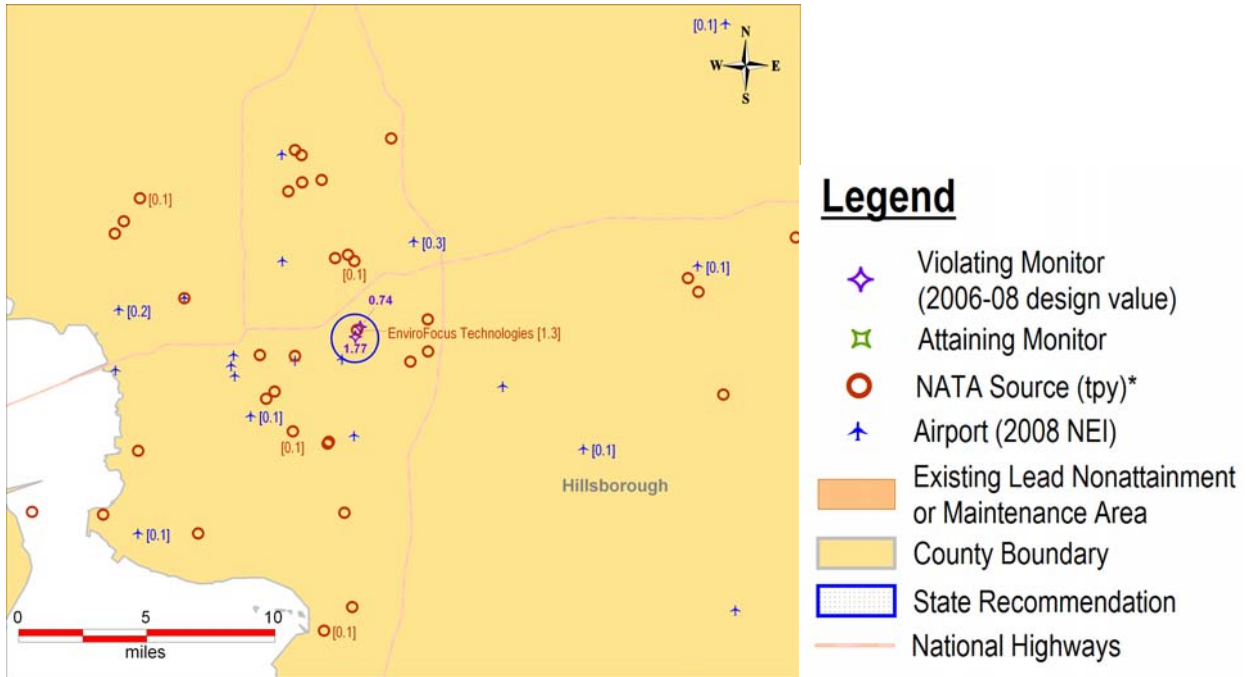 [0.1]
N
W
E
S
[0.1]
[0.3]
[0.1]
[0.1]
[0.2]
0.74
EnviroFocus Technologies [1.3]
1.77
[0.1]
[0.1]
[0.1]
Hillsborough
[0.1]
[0.1]
0
5
10
miles
Legend
Violating Monitor
(2006-08 design value)
Attaining Monitor
NATA Source (tpy)*
Airport (2008 NEI)
Existing Lead Nonattainment
or Maintenance Area
County Boundary
State Recommendation
National Highways